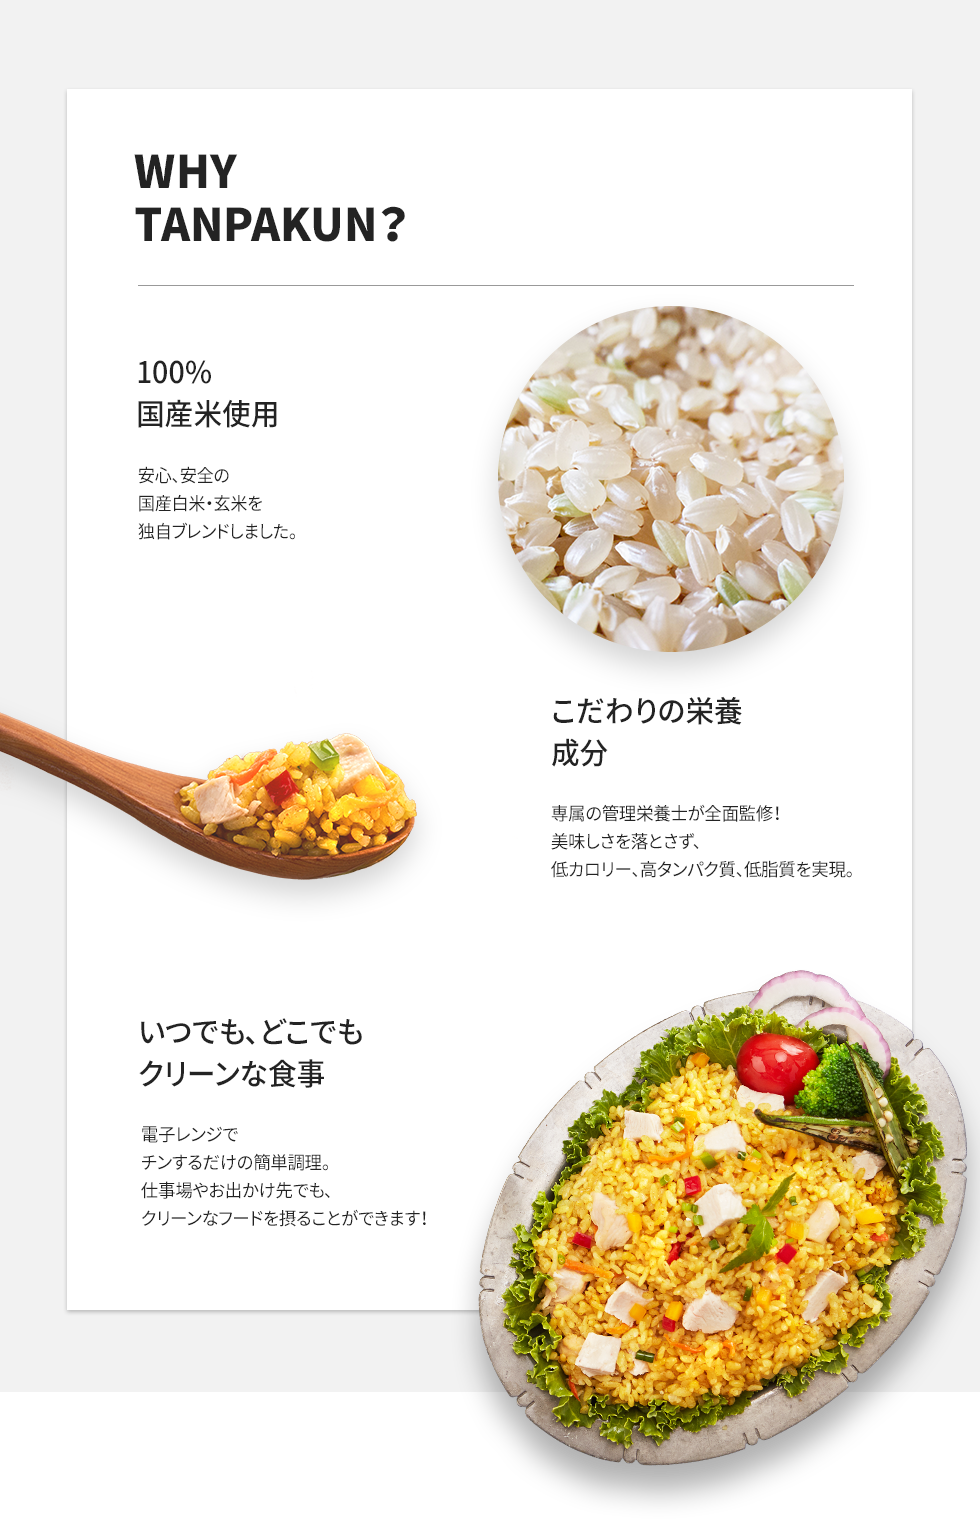 WHY
TANPAKUN?
100%
国産米使用
安心、安全の
国産白米・玄米を
独自ブレンドしました。
こだわりの栄養
成分
専属の管理栄養士が全面監修!
美味しさを落とさず、
低カロリー、高タンパク質、低脂質を実現。
いつでも、どこでも
クリーンな食事
電子レンジで
チンするだけの簡単調理。
仕事場やお出かけ先でも、
クリーンなフードを摂ることができます!